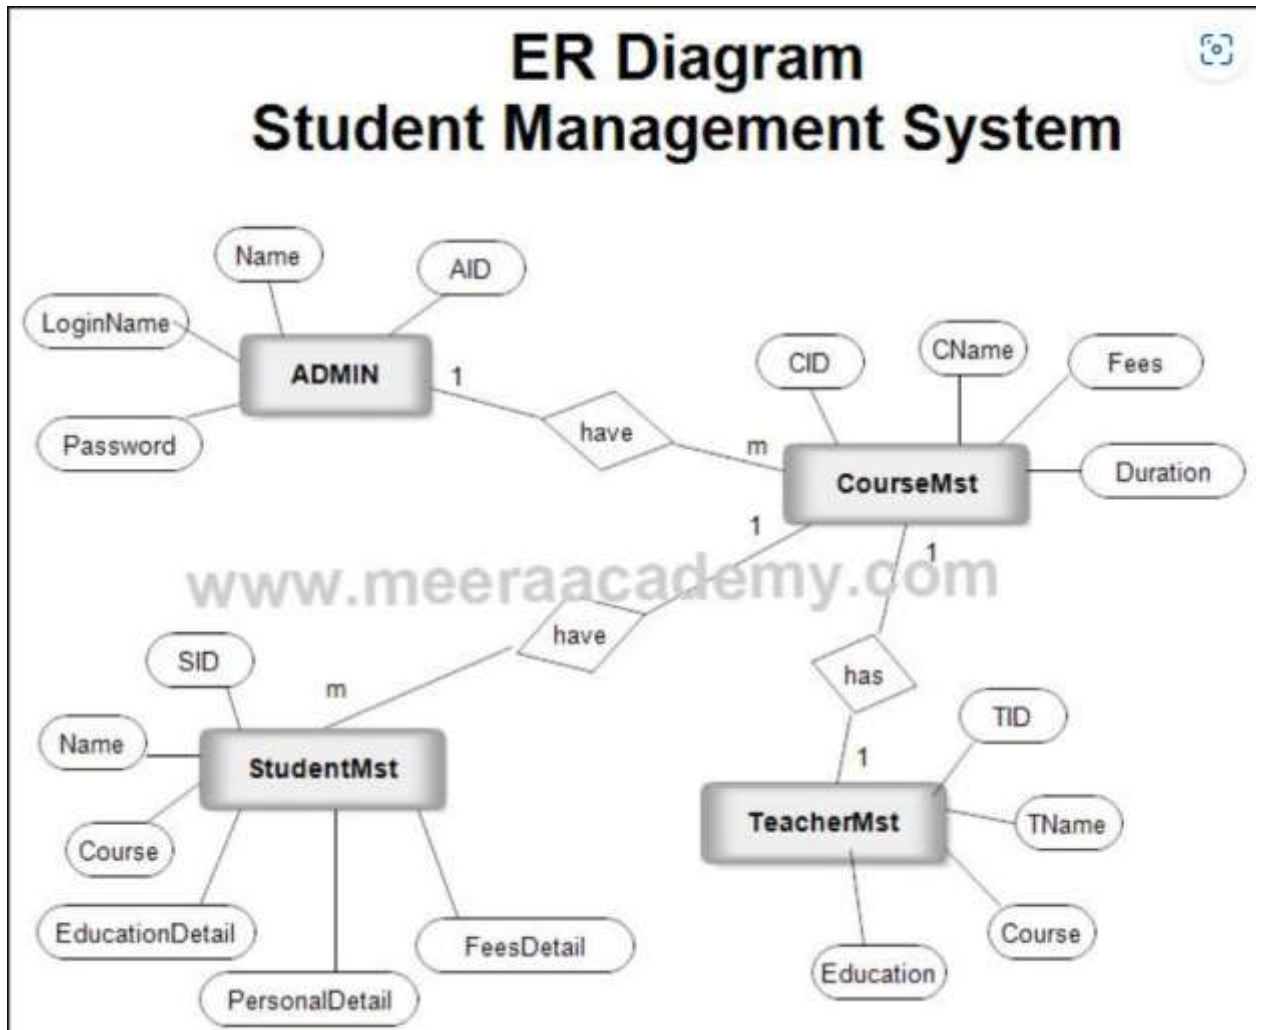 ER Diagram
Student Management System
Name
AID
LoginName
ADMIN
Password
1
have
m
CID
CName
Fees
CourseMst
Duration
1
1
www.meeraacademy.com
have
has
m
1
SID
Name
StudentMst
Course
EducationDetail
PersonalDetail
FeesDetail
TID
TeacherMst
TName
Course
Education